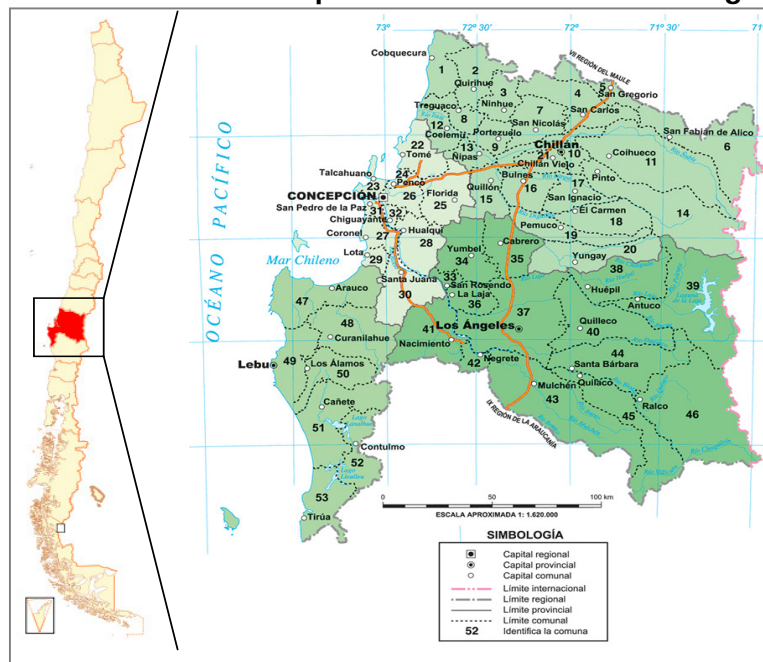 73° 72° 30' 72° 71°
Cobquecura
VII REGIÓN DEL MAULE
1 2
Quirihue
3 4 5
San Gregorio
Treguaco
8
Ninhue
7
San Carlos
12
Coelemu
Portezuelo
San Nicolás
San Fabián de Alico
6
22
Tomé
13
Ñipas
9
Chillán
10
21
Chillán Viejo
Coihueco
11
Talcahuano
24
Penco
Bulnes
Pinto
23
CONCEPCIÓN
26
Florida
25
Quillón
15
16
17
San Ignacio
14
San Pedro de la Paz
31 32
Chiguayante
El Carmen
18
Coronel
27
Hualqui
28
Pemuco
19
Lota
29
Yumbel
34
Cabrero
35
Yungay
20
38
OCÉANO PACÍFICO
Mar Chileno
Santa Juana
30
33
San Rosendo
La Laja
36
Huépil
39
Antuco
47
Arauco
48
Curanilahue
41
Los Ángeles
37
Quilleco
40
Nacimiento
44
Lebu
49
Los Álamos
50
42
Negrete
Santa Bárbara
Quilaco
Mulchén
43
45
Ralco
46
Cañete
51
IX REGIÓN DE LA ARAUCANÍA
Contulmo
52
53
Tirúa
0 50 100 km
ESCALA APROXIMADA 1: 1.620.000
SIMBOLOGÍA
Capital regional
Capital provincial
Capital comunal
Límite internacional
Límite regional
Límite provincial
Límite comunal
52 Identifica la comuna